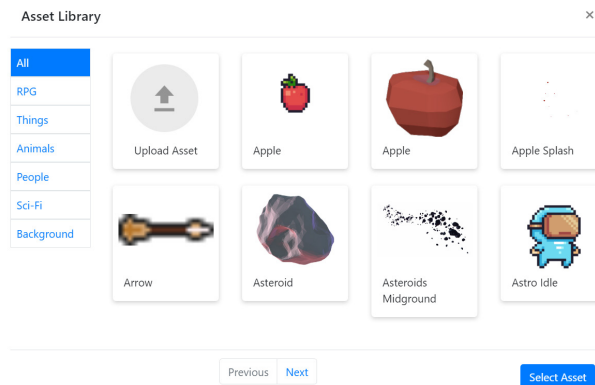 Asset Library
×
All
RPG
Things
Animals
People
Sci-Fi
Background
Upload Asset
Apple
Apple
Apple Splash
Arrow
Asteroid
Asteroids
Midground
Astro Idle
Previous
Next
Select Asset